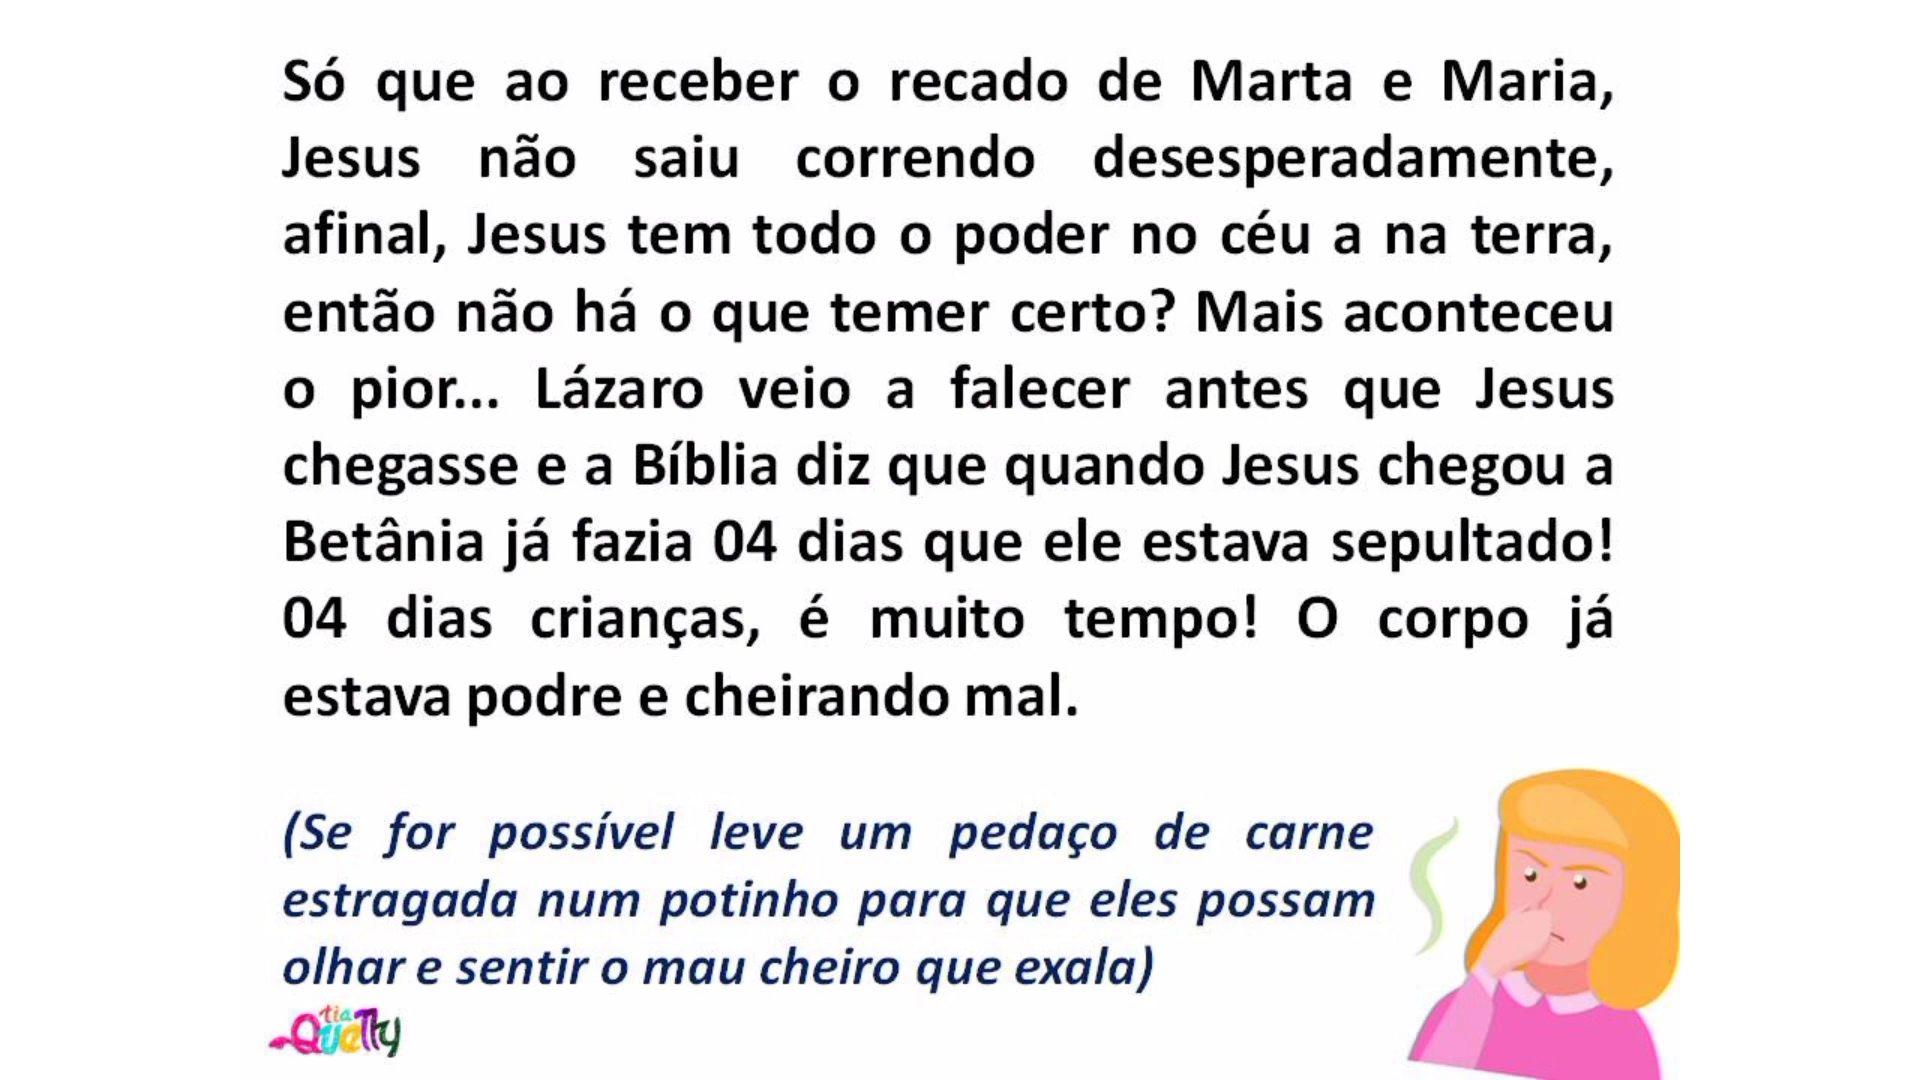 Só que ao receber o recado de Marta e Maria,
Jesus não saiu correndo desesperadamente,
afinal, Jesus tem todo o poder no céu a na terra,
então não há o que temer certo? Mais aconteceu
o pior... Lázaro veio a falecer antes que Jesus
chegasse e a Bíblia diz que quando Jesus chegou a
Betânia já fazia 04 dias que ele estava sepultado!
04 dias crianças, é muito tempo! O corpo já
estava podre e cheirando mal.
(Se for possível leve um pedaço de carne
estragada num potinho para que eles possam
olhar e sentir o mau cheiro que exala)
tia
Quelly